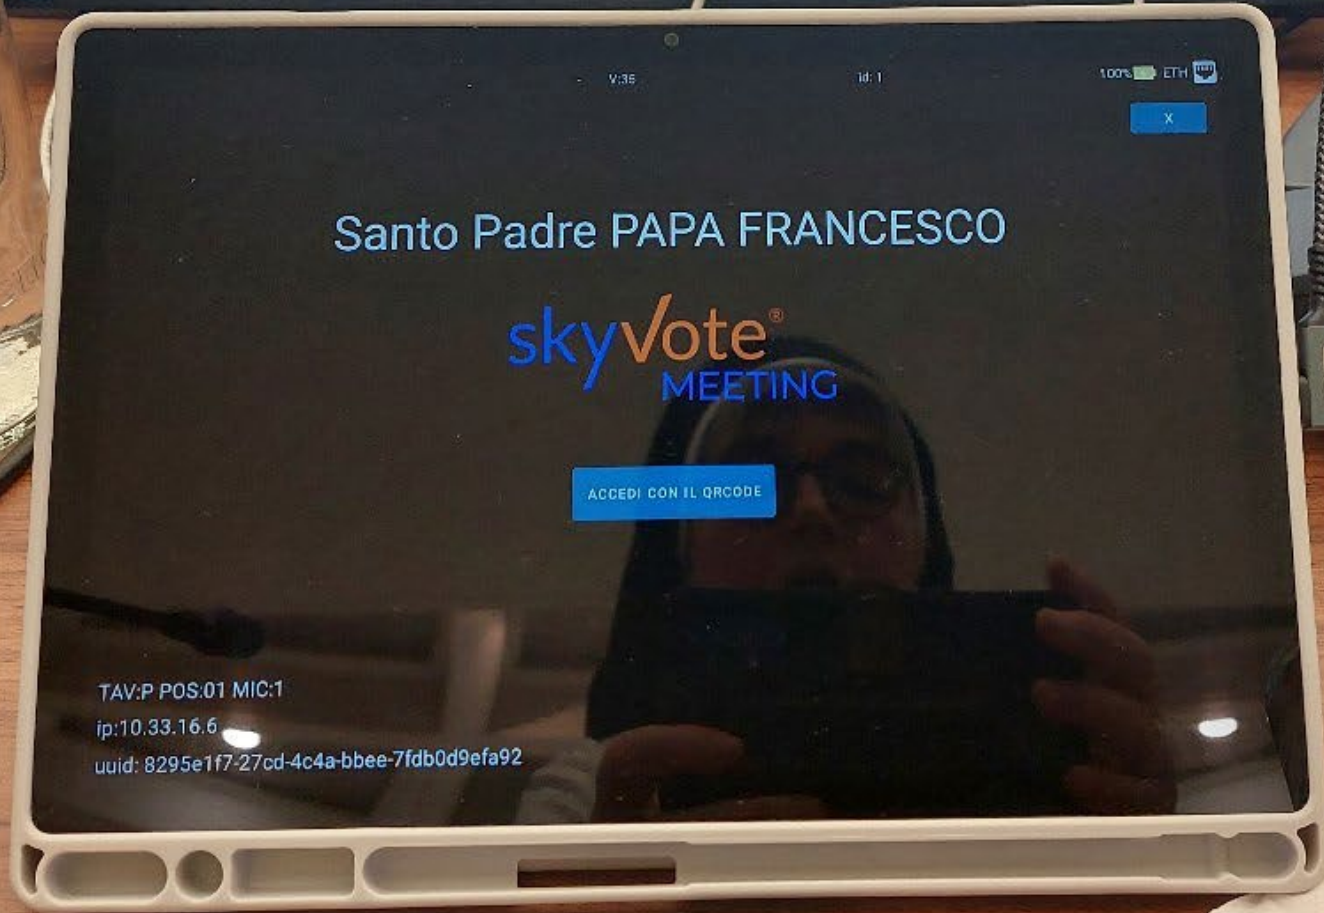 V:36
id: 1
100% ETH
X
Santo Padre PAPA FRANCESCO
skyvote®
MEETING
ACCEDI CON IL QRCODE
TAV:P POS:01 MIC:1
ip:10.33.16.6
uuid: 8295e1f7-27cd-4c4a-bbee-7fdb0d9efa92